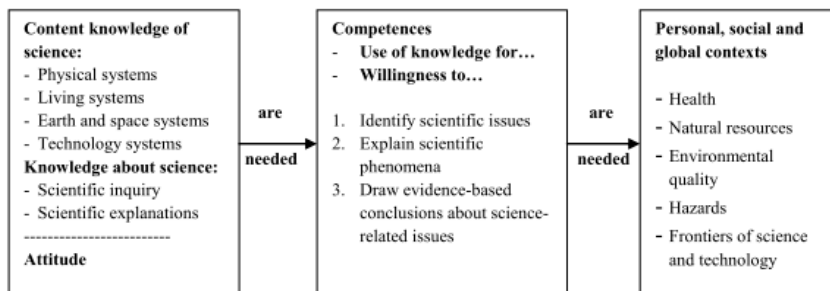 Content knowledge of
science:
- Physical systems
- Living systems
- Earth and space systems
- Technology systems
Knowledge about science:
- Scientific inquiry
- Scientific explanations
-------------------------
Attitude
are
needed
Competences
- Use of knowledge for…
- Willingness to…
1. Identify scientific issues
2. Explain scientific
phenomena
3. Draw evidence-based
conclusions about science-
related issues
are
needed
Personal, social and
global contexts
- Health
- Natural resources
- Environmental
quality
- Hazards
- Frontiers of science
and technology